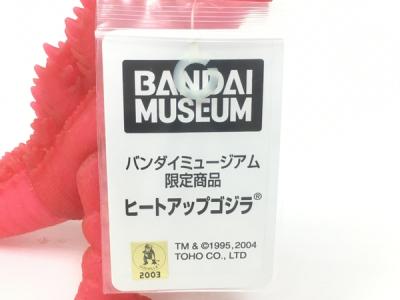 BANDAI
MUSEUM
バンダイミュージアム
限定商品
ヒートアップゴジラ®
TM & ©1995,2004
TOHO CO., LTD
2003